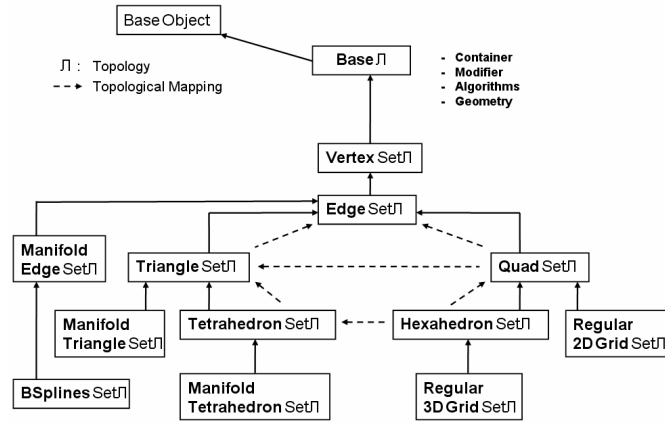 Base Object
Л : Topology
Topological Mapping
Base Л
- Container
- Modifier
- Algorithms
- Geometry
Vertex SetЛ
Edge SetЛ
Manifold
Edge SetЛ
Triangle SetЛ
Quad SetЛ
Manifold
Triangle SetЛ
Tetrahedron SetЛ
Hexahedron SetЛ
Regular
2D Grid SetЛ
BSplines SetЛ
Manifold
Tetrahedron SetЛ
Regular
3D Grid SetЛ